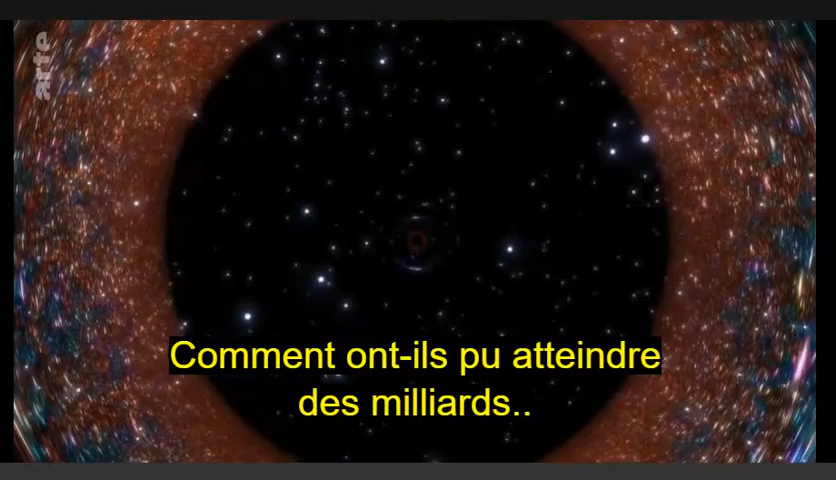 arte
Comment ont-ils pu atteindre
des milliards..